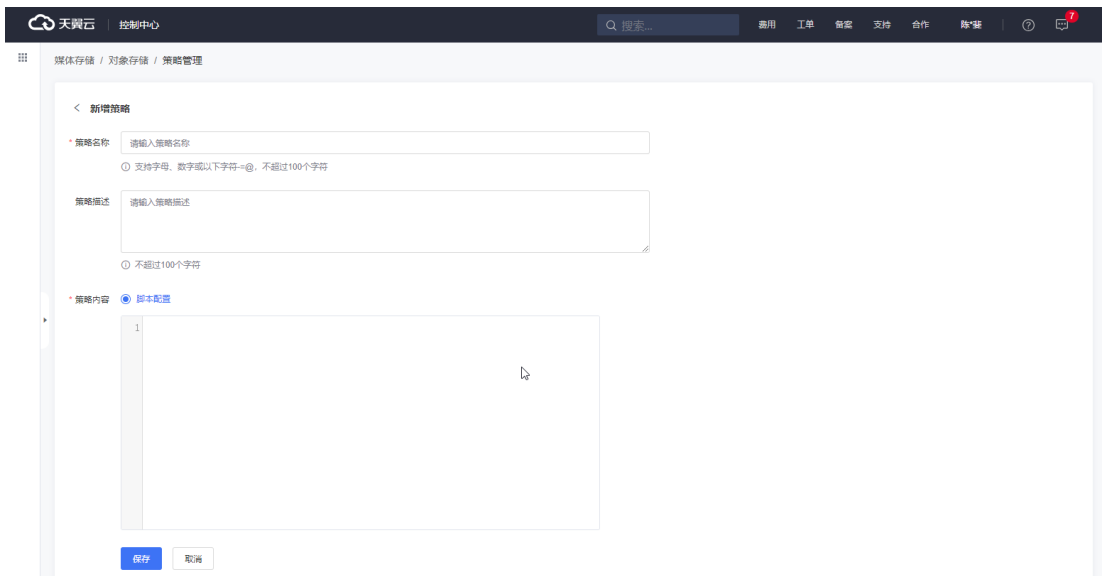 天翼云 控制中心 搜索... 费用 工单 备案 支持 合作 陈*斐 7
媒体存储 / 对象存储 / 策略管理
新增策略
* 策略名称 请输入策略名称
支持字母、数字或以下字符-=@，不超过100个字符
策略描述 请输入策略描述
不超过100个字符
* 策略内容 脚本配置
1
保存 取消